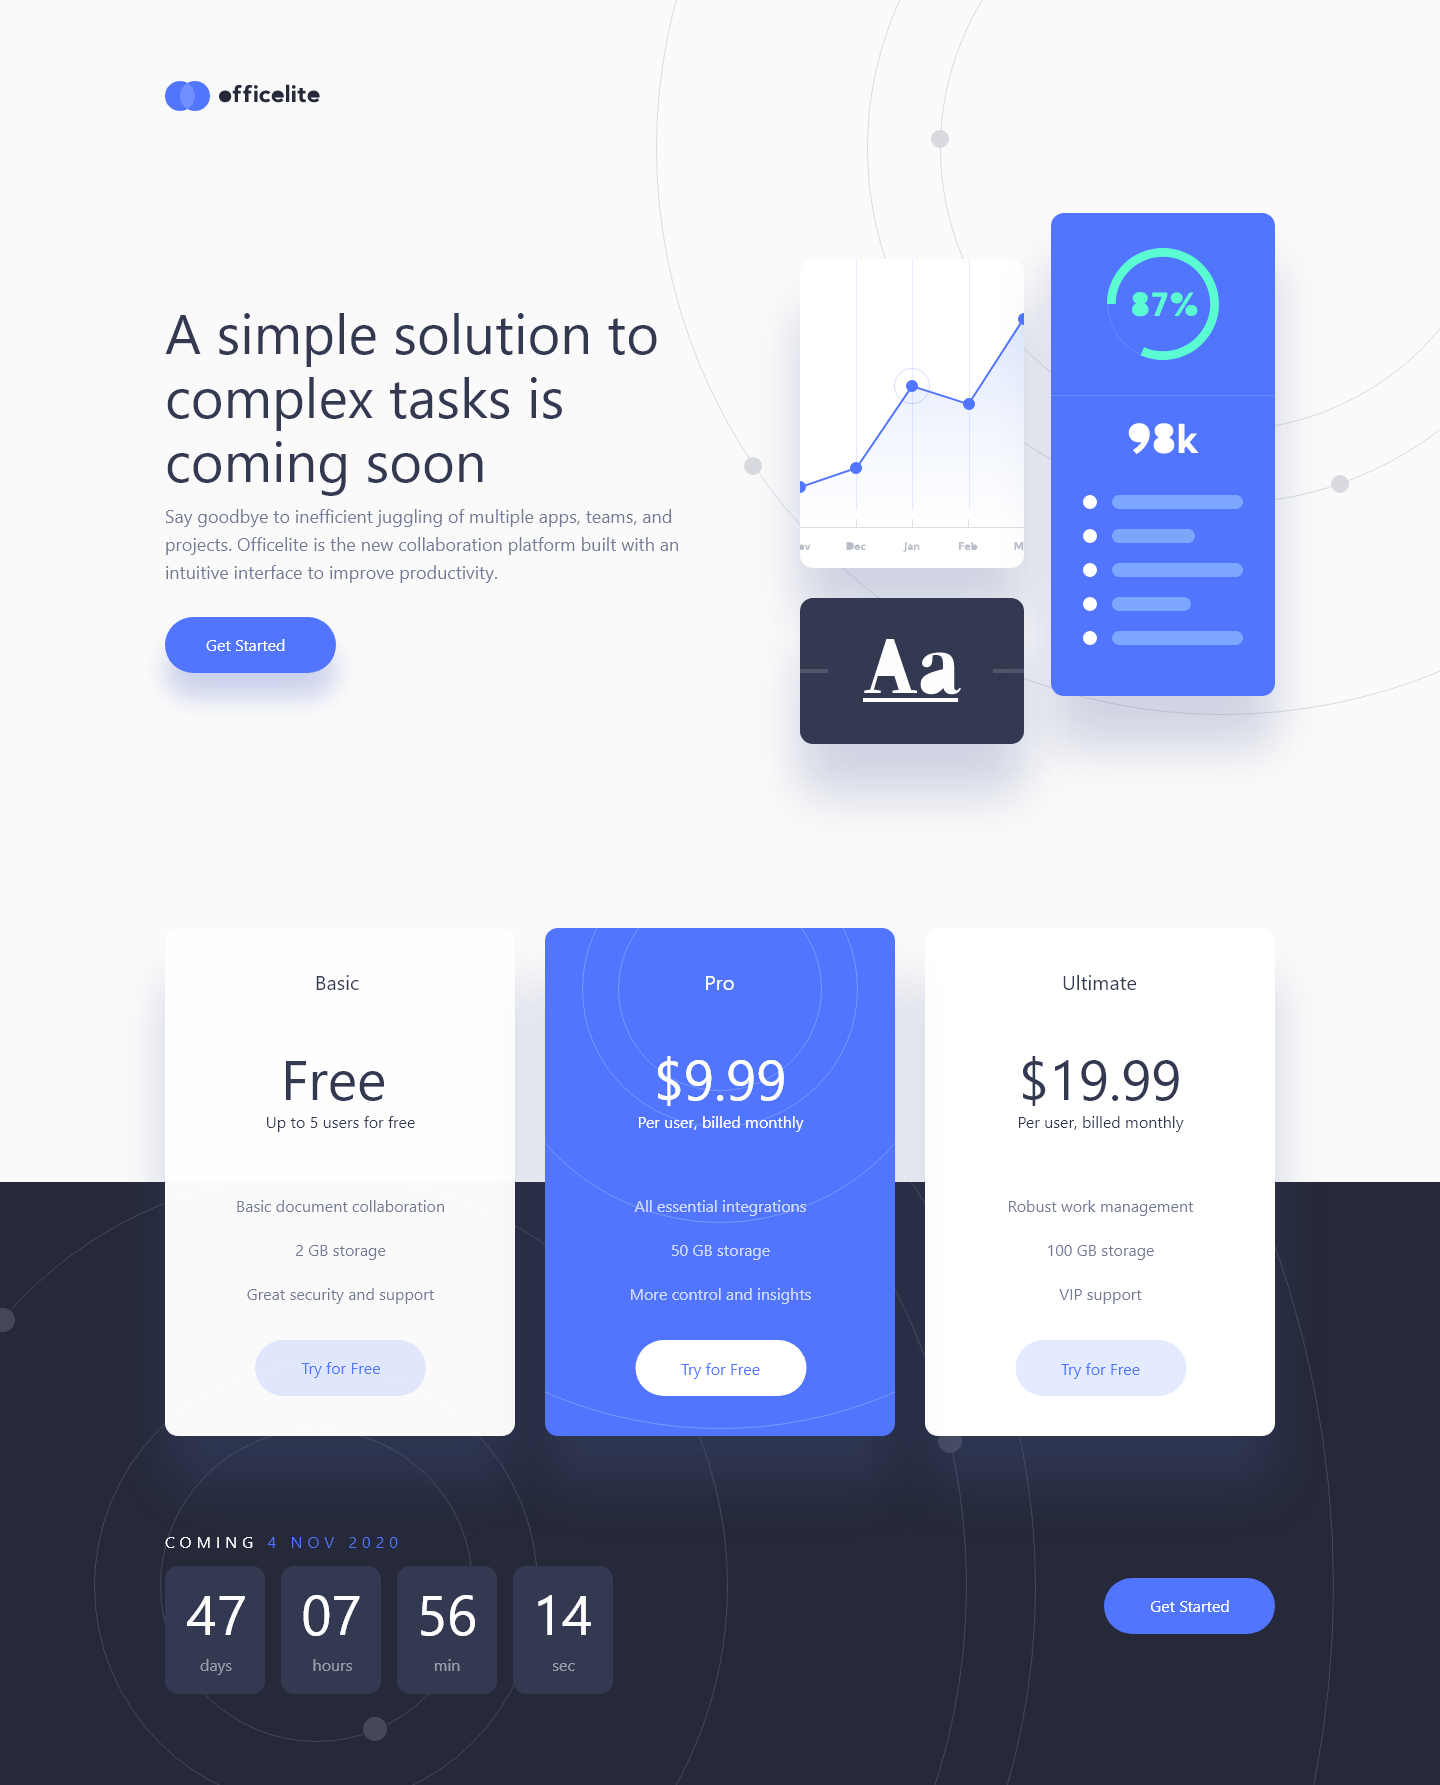 officelite
A simple solution to
complex tasks is
coming soon
Say goodbye to inefficient juggling of multiple apps, teams, and
projects. Officelite is the new collaboration platform built with an
intuitive interface to improve productivity.
Get Started
87%
98k
ov Dec Jan Feb M
Aa
Basic
Free
Up to 5 users for free
Basic document collaboration
2 GB storage
Great security and support
Try for Free
Pro
$9.99
Per user, billed monthly
All essential integrations
50 GB storage
More control and insights
Try for Free
Ultimate
$19.99
Per user, billed monthly
Robust work management
100 GB storage
VIP support
Try for Free
COMING 4 NOV 2020
47 07 56 14
days hours min sec
Get Started